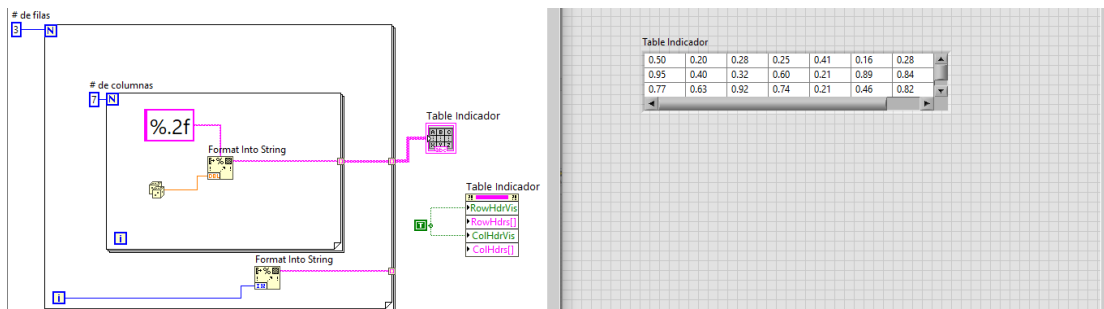 # de filas
3
N
# de columnas
7
N
%.2f
Format Into String
i
Format Into String
i
Table Indicador
Table Indicador
T
RowHdrVis
RowHdrs[]
ColHdrVis
ColHdrs[]
Table Indicador
0.50 0.20 0.28 0.25 0.41 0.16 0.28
0.95 0.40 0.32 0.60 0.21 0.89 0.84
0.77 0.63 0.92 0.74 0.21 0.46 0.82